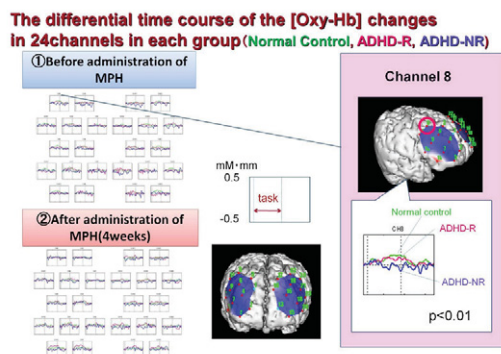 The differential time course of the [Oxy-Hb] changes
in 24channels in each group(Normal Control, ADHD-R, ADHD-NR)
①Before administration of
MPH
②After administration of
MPH(4weeks)
mM・mm
0.5
task
-0.5
Channel 8
Normal control
CH8
ADHD-R
ADHD-NR
p<0.01